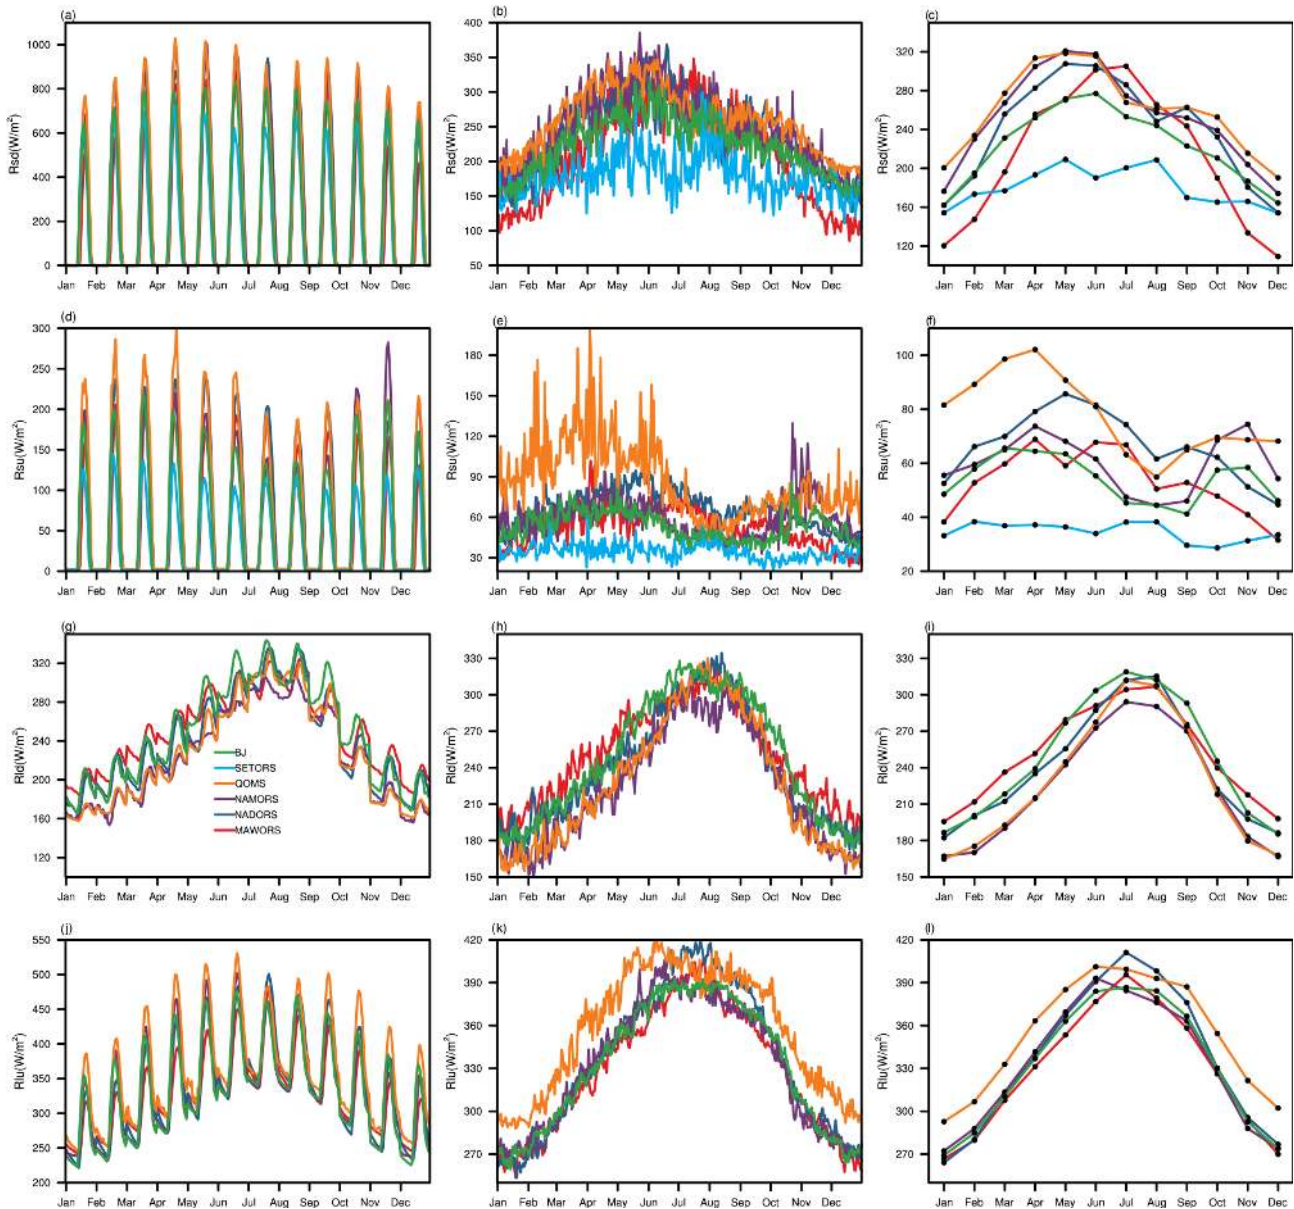 (a)
Rsd(W/m²)
1000
800
600
400
200
0
Jan Feb Mar Apr May Jun Jul Aug Sep Oct Nov Dec
(b)
Rsd(W/m²)
400
350
300
250
200
150
100
50
Jan Feb Mar Apr May Jun Jul Aug Sep Oct Nov Dec
(c)
Rsd(W/m²)
320
280
240
200
160
120
Jan Feb Mar Apr May Jun Jul Aug Sep Oct Nov Dec
(d)
Rsu(W/m²)
300
250
200
150
100
50
0
Jan Feb Mar Apr May Jun Jul Aug Sep Oct Nov Dec
(e)
Rsu(W/m²)
180
150
120
90
60
30
Jan Feb Mar Apr May Jun Jul Aug Sep Oct Nov Dec
(f)
Rsu(W/m²)
100
80
60
40
20
Jan Feb Mar Apr May Jun Jul Aug Sep Oct Nov Dec
(g)
Rld(W/m²)
320
280
240
200
160
120
BJ
SETORS
QOMS
NAMORS
NADORS
MAWORS
Jan Feb Mar Apr May Jun Jul Aug Sep Oct Nov Dec
(h)
Rld(W/m²)
330
300
270
240
210
180
150
Jan Feb Mar Apr May Jun Jul Aug Sep Oct Nov Dec
(i)
Rld(W/m²)
330
300
270
240
210
180
150
Jan Feb Mar Apr May Jun Jul Aug Sep Oct Nov Dec
(j)
Rlu(W/m²)
550
500
450
400
350
300
250
200
Jan Feb Mar Apr May Jun Jul Aug Sep Oct Nov Dec
(k)
Rlu(W/m²)
420
390
360
330
300
270
Jan Feb Mar Apr May Jun Jul Aug Sep Oct Nov Dec
(l)
Rlu(W/m²)
420
390
360
330
300
270
Jan Feb Mar Apr May Jun Jul Aug Sep Oct Nov Dec